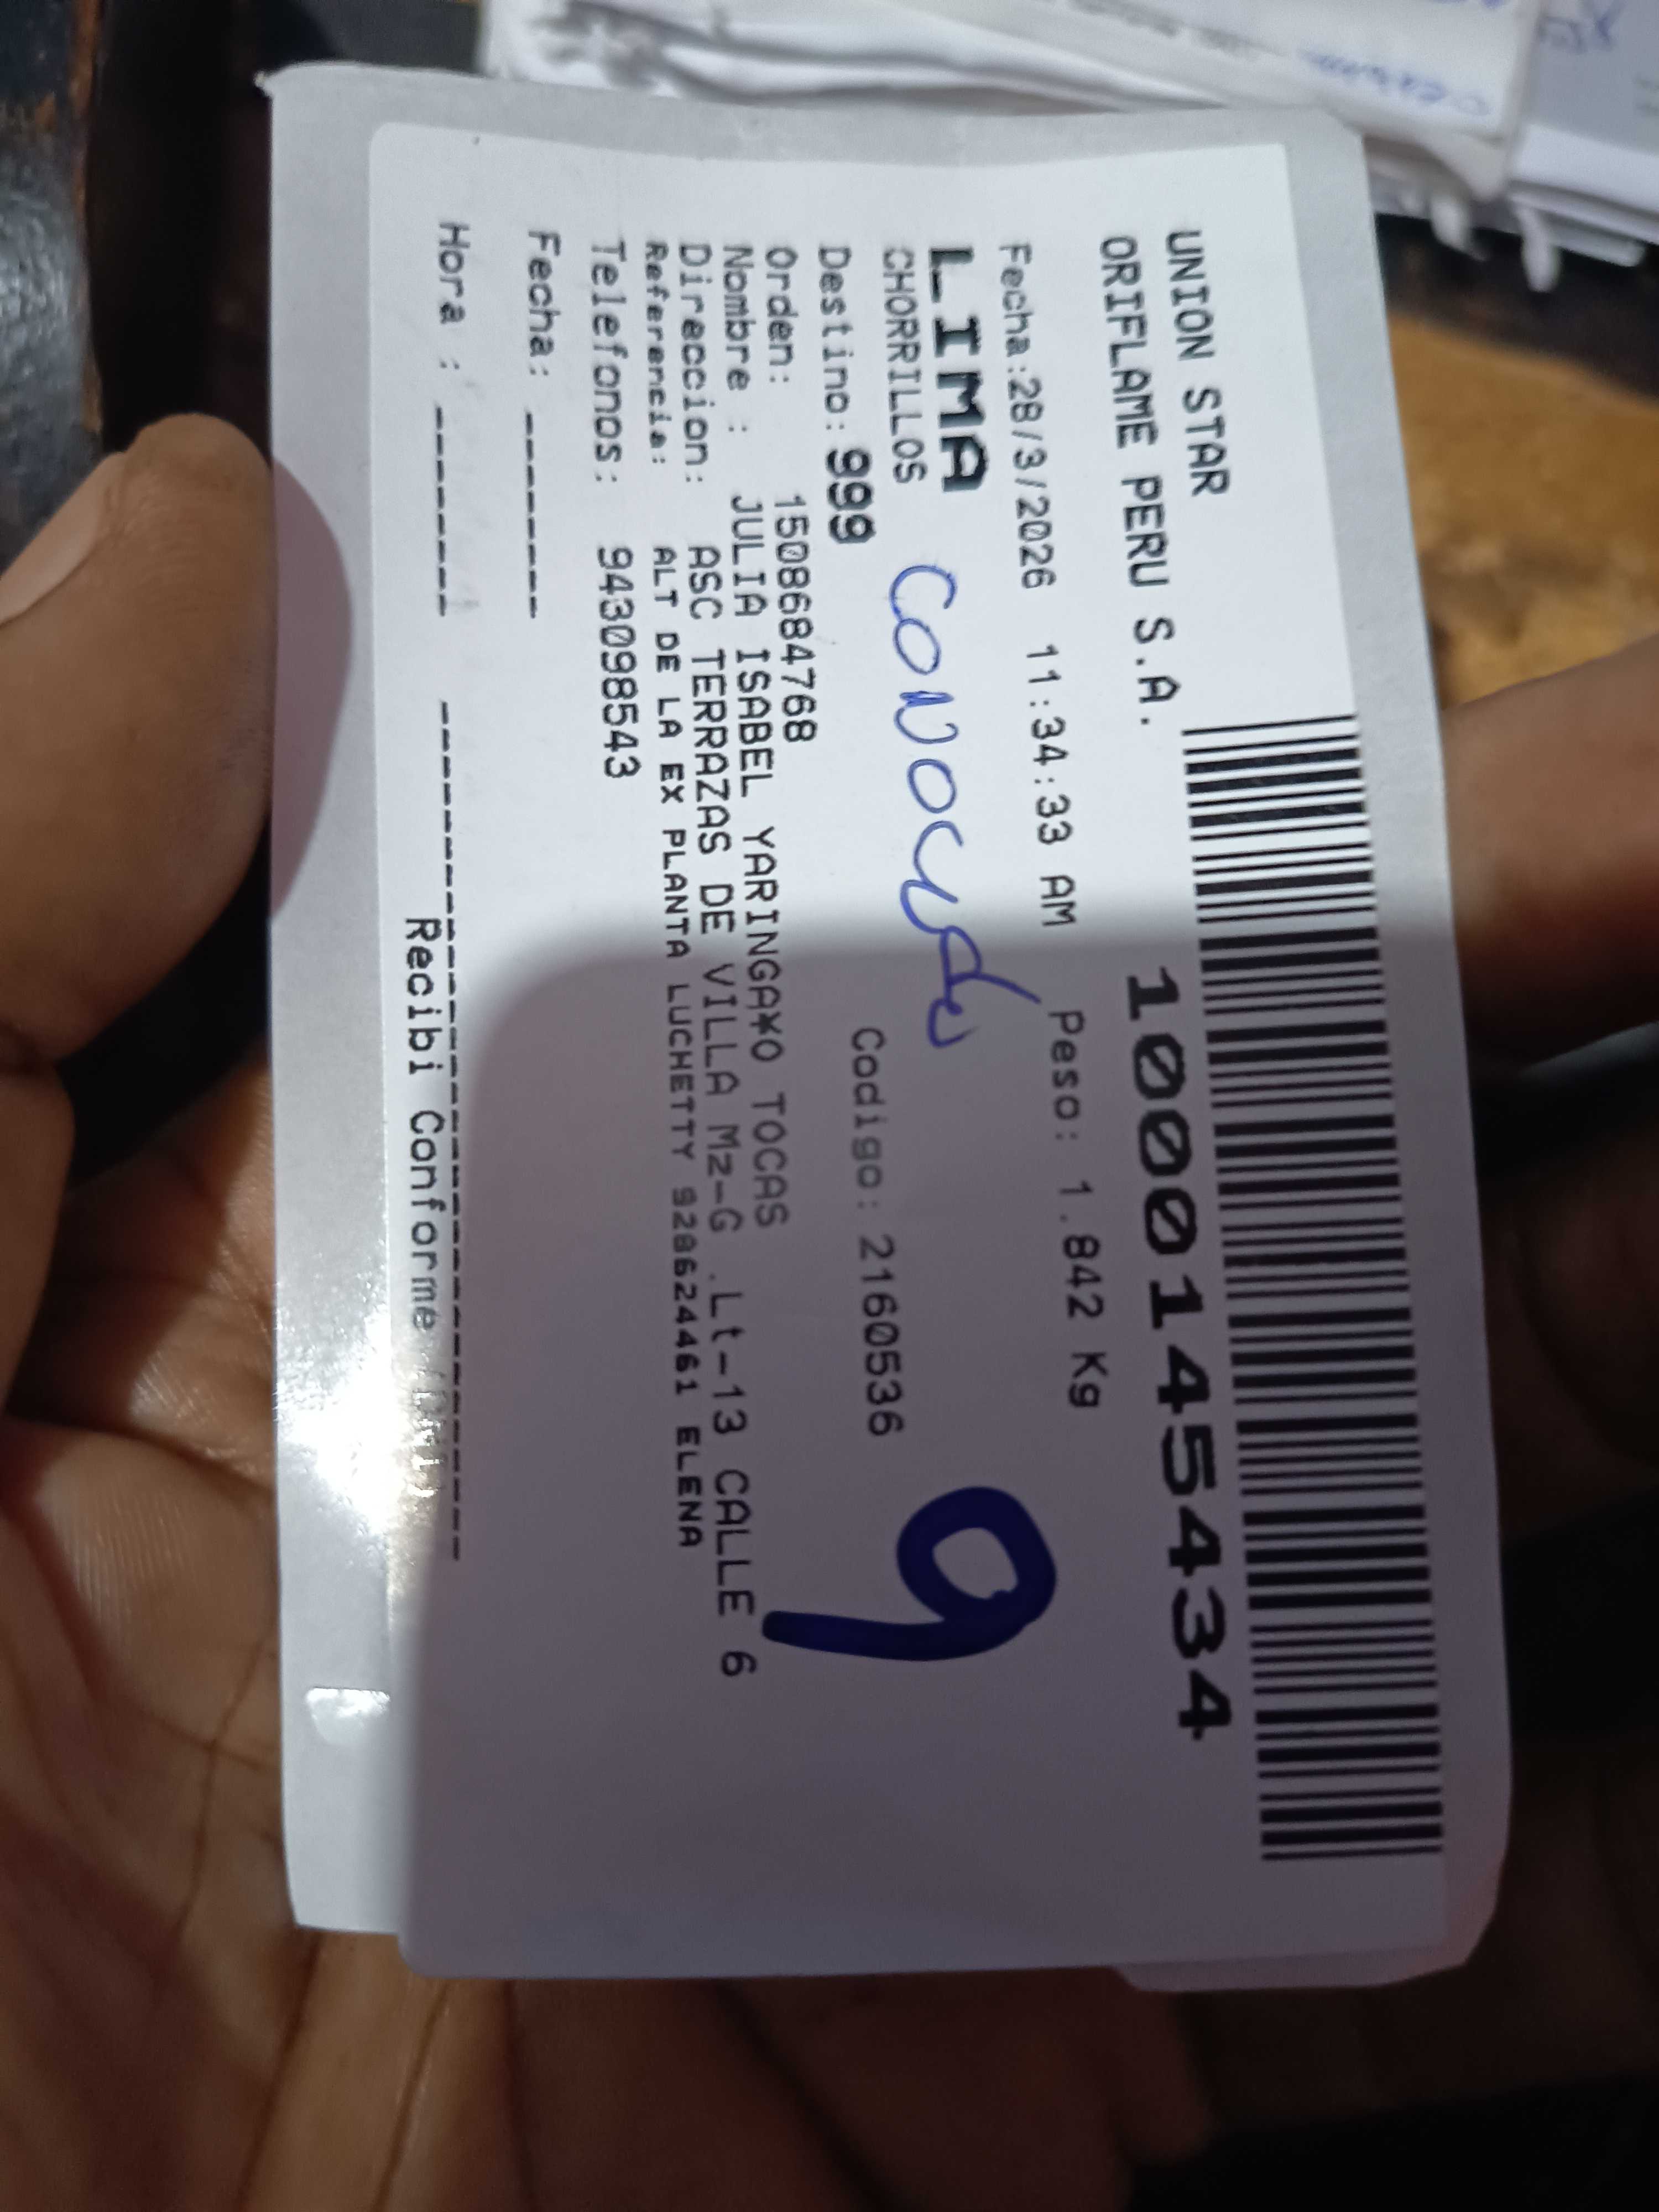 UNION STAR
ORIFLAME PERU S.A.
1000145434
Fecha:28/3/2026 11:34:33 AM Peso: 1.842 Kg
LIMA
CHORRILLOS conocida 9
Destino: 999 Codigo: 2160536
Orden: 1508684768
Nombre : JULIA ISABEL YARINGA¥O TOCAS
Direccion: ASC TERRAZAS DE VILLA Mz-G .Lt-13 CALLE 6
Referencia: ALT DE LA EX PLANTA LUCHETTY 928624461 ELENA
Telefonos: 943098543
Fecha: ------
Hora : ------
Recibi Conforme